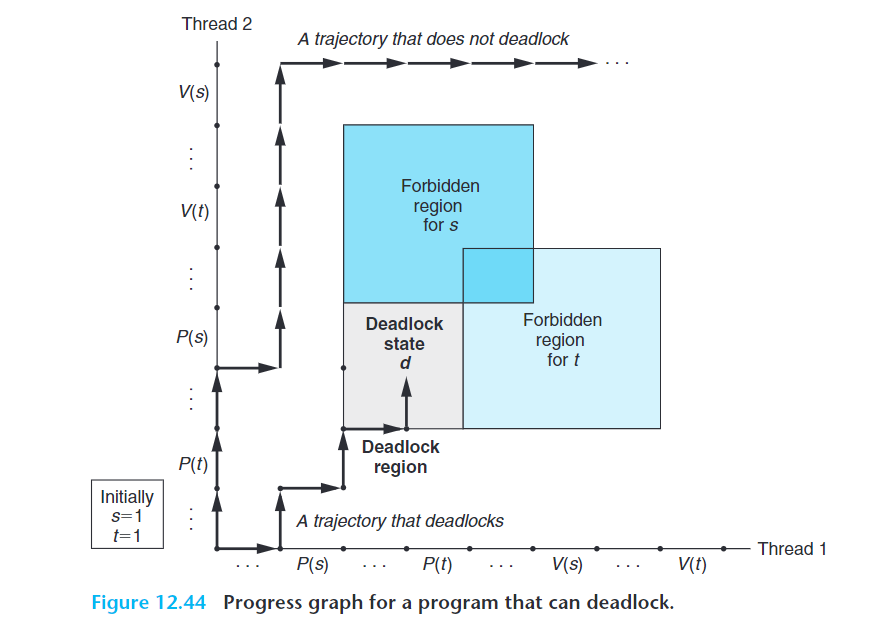 Thread 2
A trajectory that does not deadlock
. . .
V(s)
. . .
Forbidden
region
for s
V(t)
. . .
P(s)
Deadlock
state
d
Forbidden
region
for t
. . .
Deadlock
region
P(t)
Initially
s=1
t=1
. . .
A trajectory that deadlocks
Thread 1
. . . P(s) . . . P(t) . . . V(s) . . . V(t)
Figure 12.44 Progress graph for a program that can deadlock.